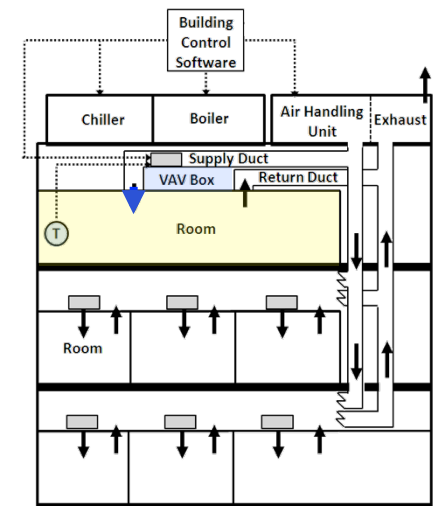 Building
Control
Software
Chiller
Boiler
Air Handling
Unit
Exhaust
Supply Duct
VAV Box
Return Duct
T
Room
Room